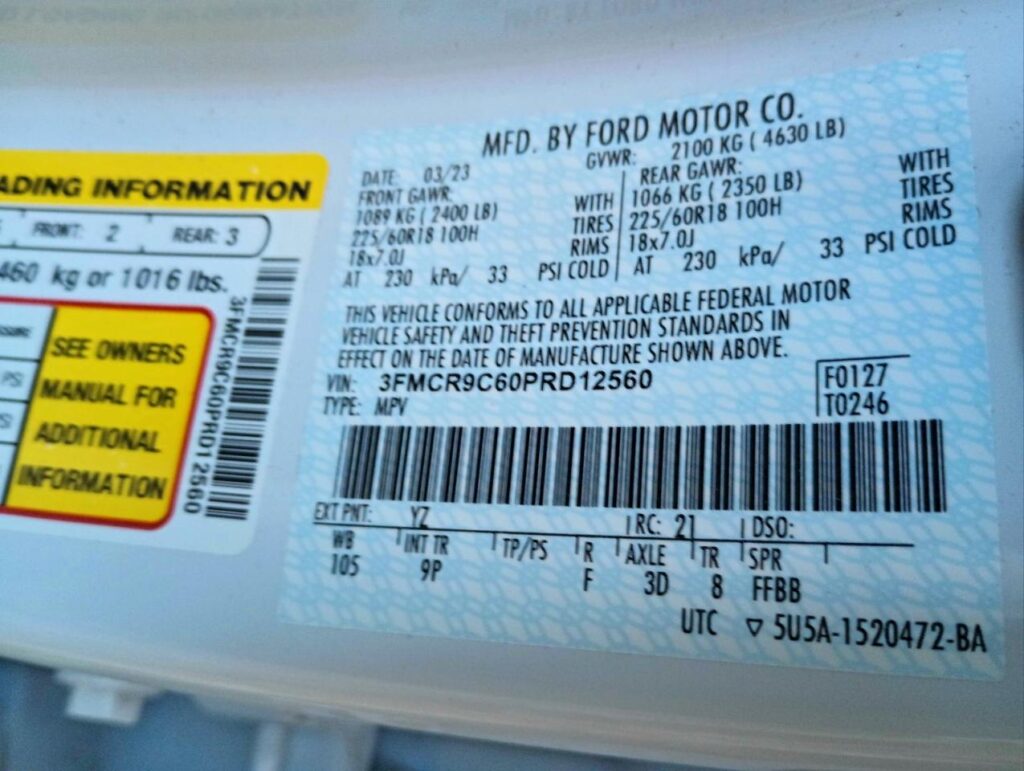 ADING INFORMATION
FRONT: 2
REAR: 3
460 kg or 1016 lbs.
SEE OWNERS
MANUAL FOR
ADDITIONAL
INFORMATION
3FMCR9C60PRD12560
MFD. BY FORD MOTOR CO.
DATE: 03/23
GVWR: 2100 KG ( 4630 LB)
FRONT GAWR:
1089 KG ( 2400 LB) WITH
225/60R18 100H TIRES
18x7.0J RIMS
AT 230 kPa/ 33 PSI COLD
REAR GAWR:
1066 KG ( 2350 LB) WITH
225/60R18 100H TIRES
18x7.0J RIMS
AT 230 kPa/ 33 PSI COLD
THIS VEHICLE CONFORMS TO ALL APPLICABLE FEDERAL MOTOR
VEHICLE SAFETY AND THEFT PREVENTION STANDARDS IN
EFFECT ON THE DATE OF MANUFACTURE SHOWN ABOVE.
VIN: 3FMCR9C60PRD12560
TYPE: MPV
F0127
T0246
EXT PNT: YZ RC: 21 DSO:
WB INT TR TP/PS R AXLE TR SPR
105 9P F 3D 8 FFBB
UTC ▽ 5U5A-1520472-BA